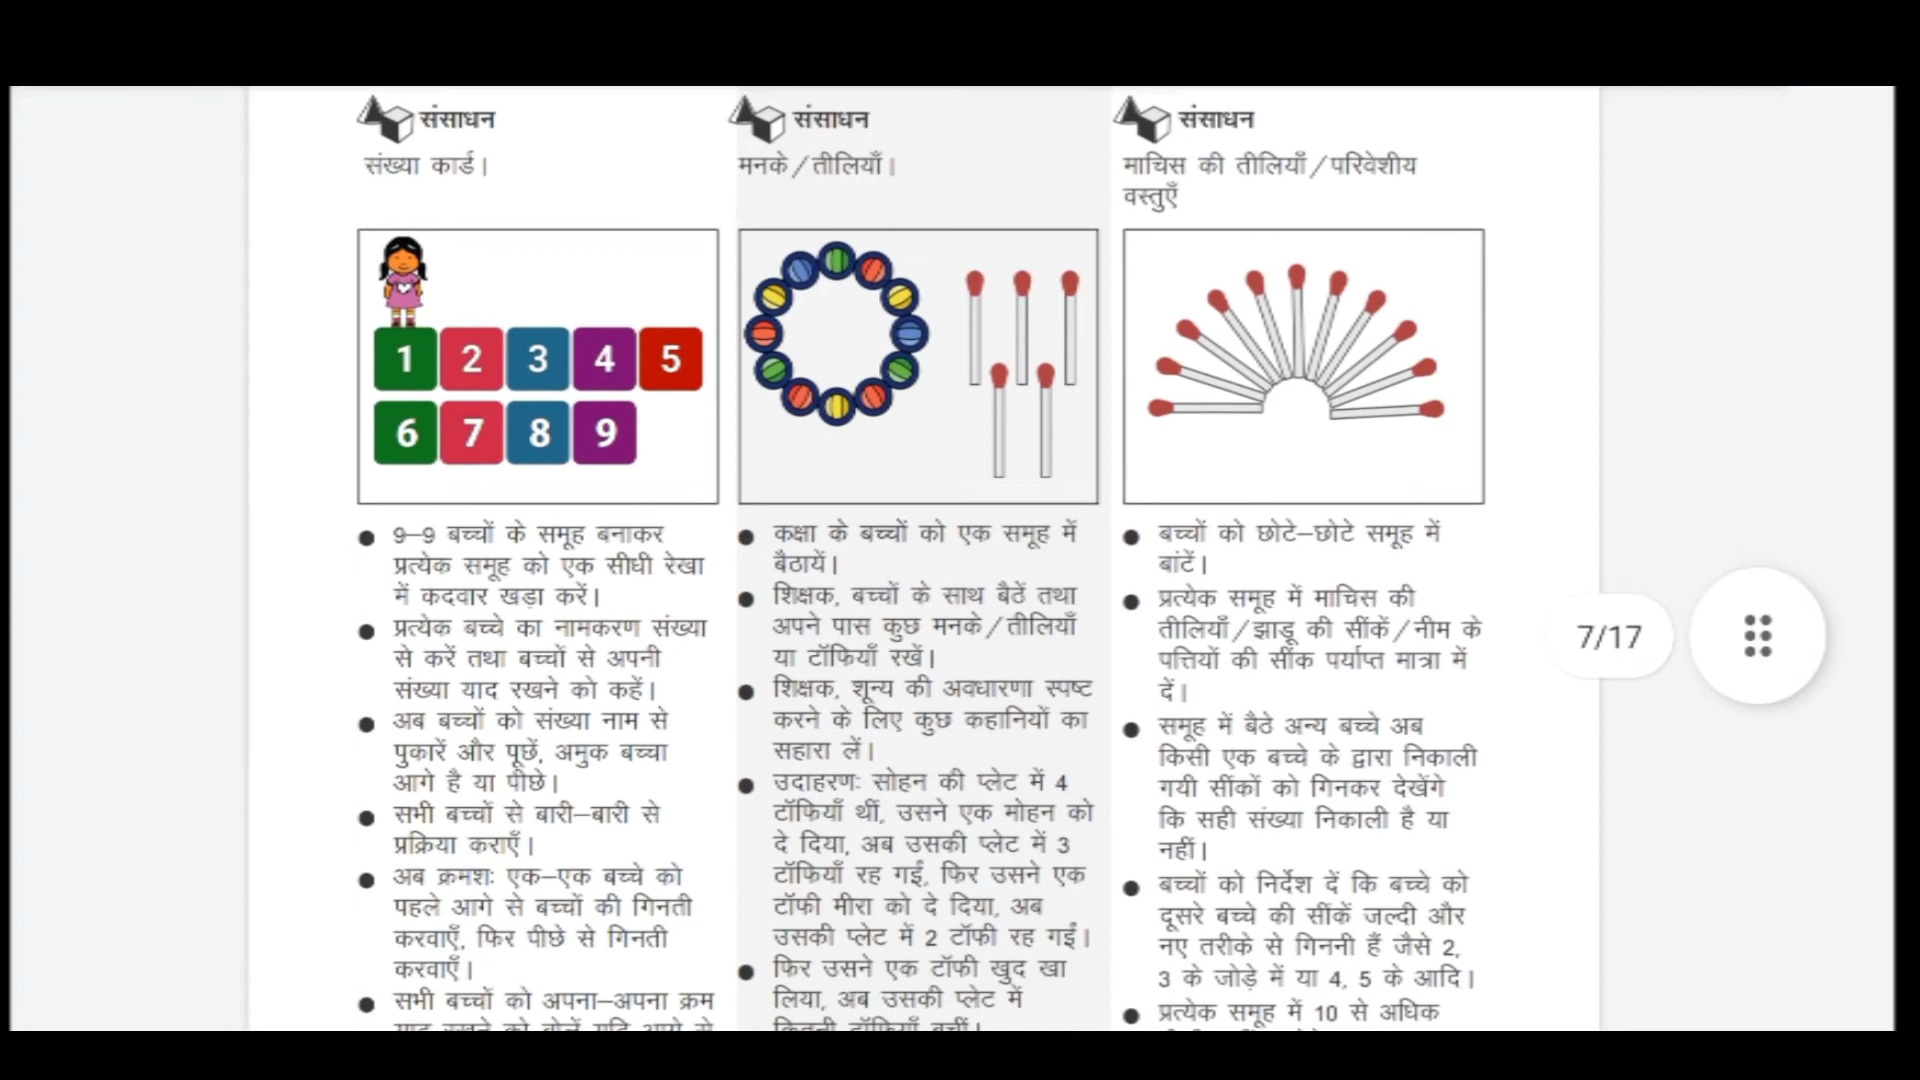 संसाधन
संख्या कार्ड।
1 2 3 4 5
6 7 8 9
9–9 बच्चों के समूह बनाकर
प्रत्येक समूह को एक सीधी रेखा
में कदवार खड़ा करें।
प्रत्येक बच्चे का नामकरण संख्या
से करें तथा बच्चों से अपनी
संख्या याद रखने को कहें।
अब बच्चों को संख्या नाम से
पुकारें और पूछें, अमुक बच्चा
आगे है या पीछे।
सभी बच्चों से बारी–बारी से
प्रक्रिया कराएँ।
अब क्रमशः एक–एक बच्चे को
पहले आगे से बच्चों की गिनती
करवाएँ, फिर पीछे से गिनती
करवाएँ।
सभी बच्चों को अपना–अपना क्रम
संसाधन
मनके/तीलियाँ।
कक्षा के बच्चों को एक समूह में
बैठायें।
शिक्षक, बच्चों के साथ बैठें तथा
अपने पास कुछ मनके/तीलियाँ
या टॉफियाँ रखें।
शिक्षक, शून्य की अवधारणा स्पष्ट
करने के लिए कुछ कहानियों का
सहारा लें।
उदाहरणः सोहन की प्लेट में 4
टॉफियाँ थीं, उसने एक मोहन को
दे दिया, अब उसकी प्लेट में 3
टॉफियाँ रह गईं, फिर उसने एक
टॉफी मीरा को दे दिया, अब
उसकी प्लेट में 2 टॉफी रह गईं।
फिर उसने एक टॉफी खुद खा
लिया, अब उसकी प्लेट में
कितनी टॉफियाँ बचीं।
संसाधन
माचिस की तीलियाँ/परिवेशीय
वस्तुएँ
बच्चों को छोटे–छोटे समूह में
बांटें।
प्रत्येक समूह में माचिस की
तीलियाँ/झाडू की सींकें/नीम के
पत्तियों की सींक पर्याप्त मात्रा में
दें।
समूह में बैठे अन्य बच्चे अब
किसी एक बच्चे के द्वारा निकाली
गयी सींकों को गिनकर देखेंगे
कि सही संख्या निकाली है या
नहीं।
बच्चों को निर्देश दें कि बच्चे को
दूसरे बच्चे की सींकें जल्दी और
नए तरीके से गिननी हैं जैसे 2,
3 के जोड़े में या 4, 5 के आदि।
प्रत्येक समूह में 10 से अधिक
7/17